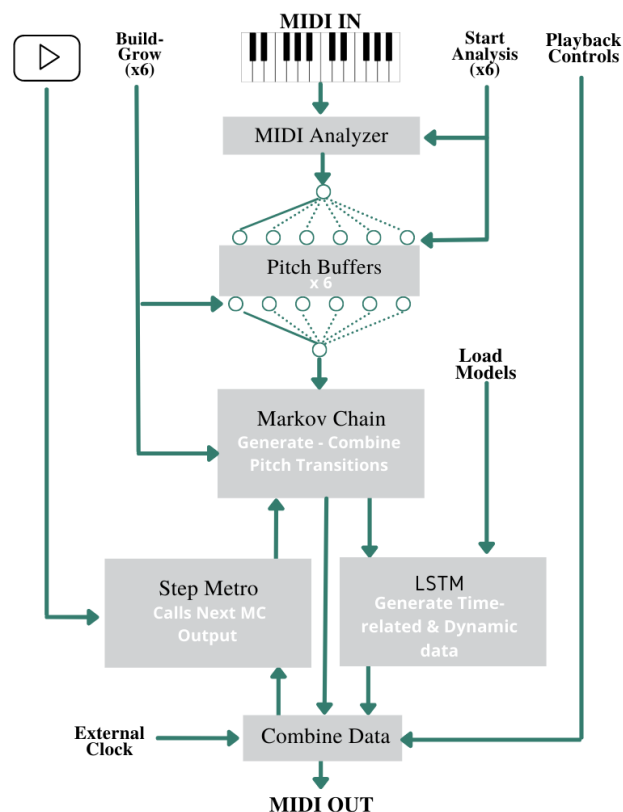 MIDI IN
Build-
Grow
(x6)
Start
Analysis
(x6)
Playback
Controls
MIDI Analyzer
Pitch Buffers
x 6
Load
Models
Markov Chain
Generate - Combine
Pitch Transitions
Step Metro
Calls Next MC
Output
LSTM
Generate Time-
related & Dynamic
data
External
Clock
Combine Data
MIDI OUT